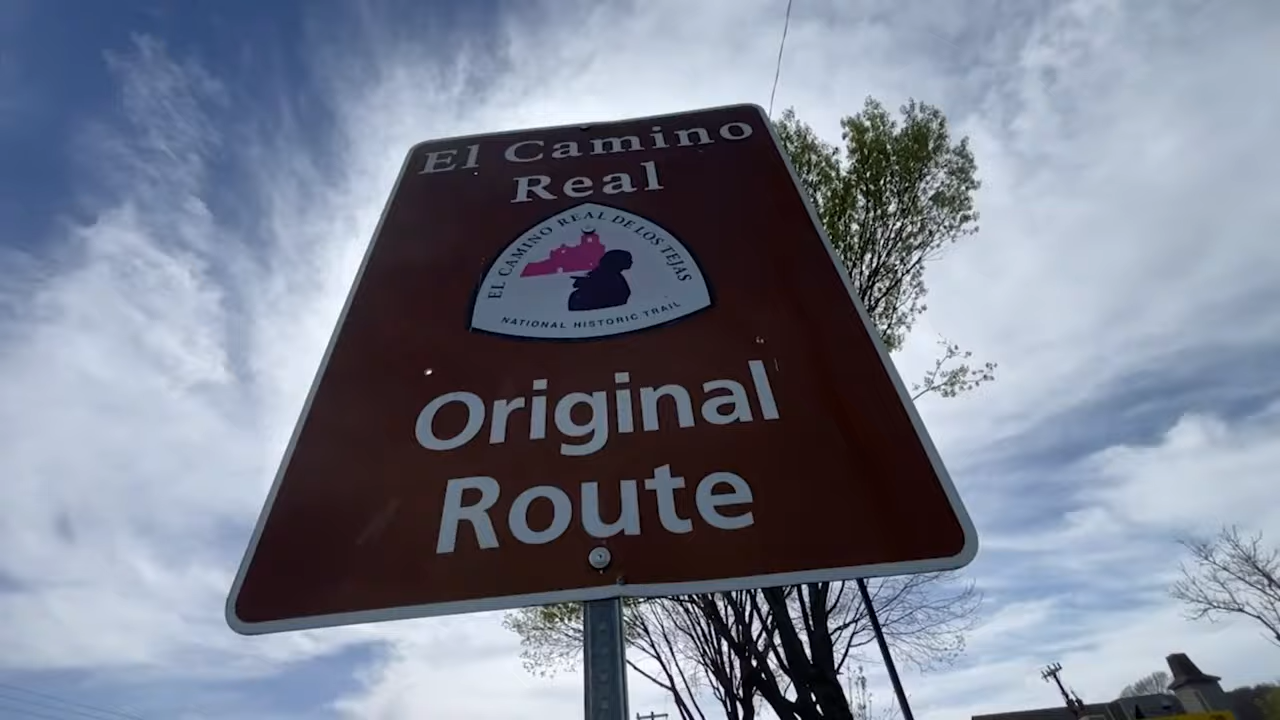 El Camino
Real
EL CAMINO REAL DE LOS TEJAS
NATIONAL HISTORIC TRAIL
Original
Route